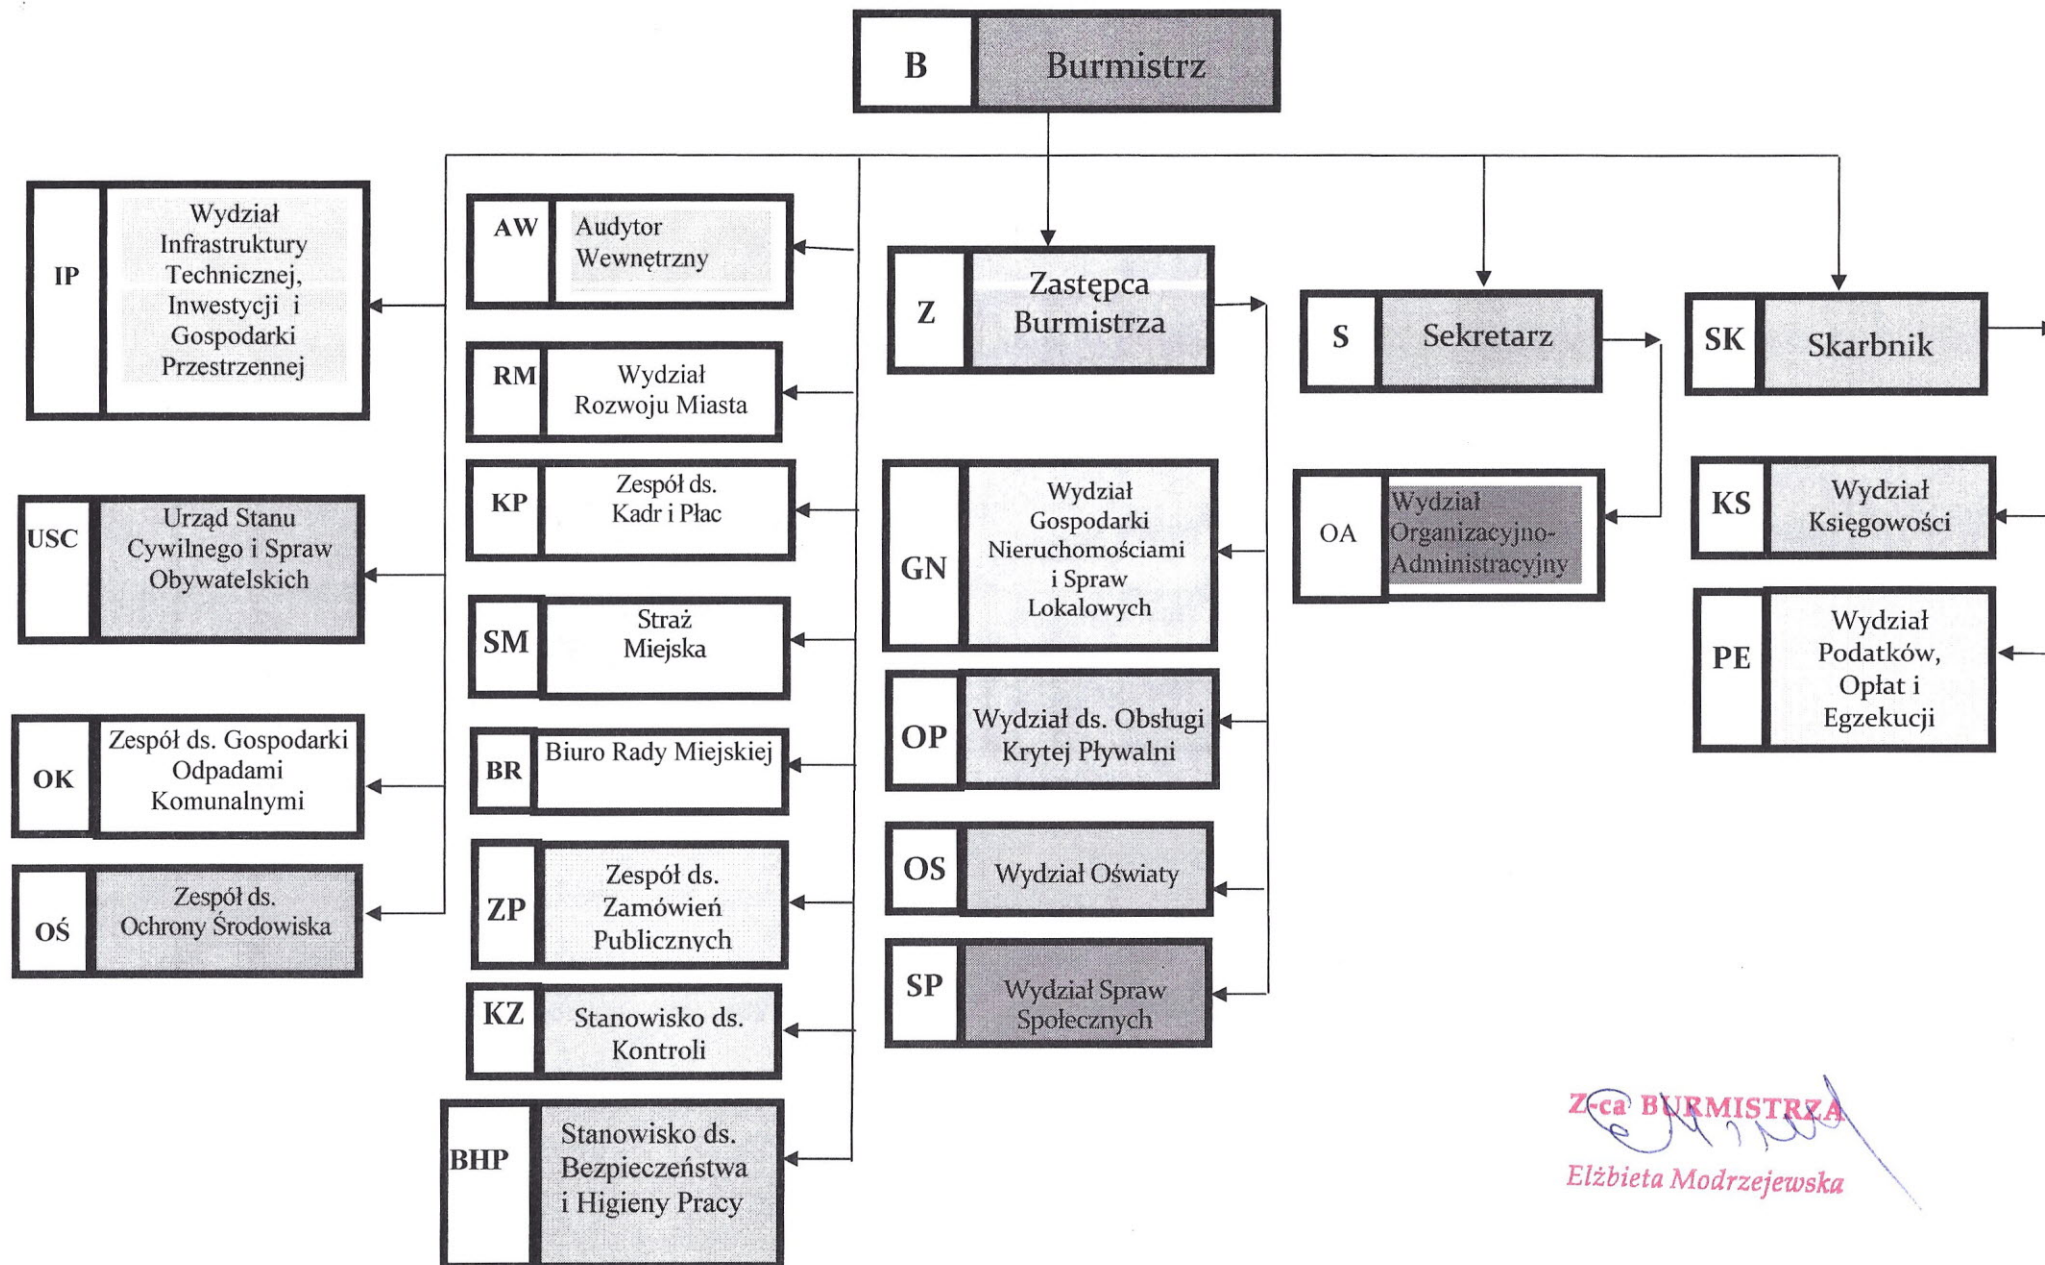 B
Burmistrz
IP
Wydział
Infrastruktury
Technicznej,
Inwestycji i
Gospodarki
Przestrzennej
USC
Urząd Stanu
Cywilnego i Spraw
Obywatelskich
OK
Zespół ds. Gospodarki
Odpadami
Komunalnymi
OŚ
Zespół ds.
Ochrony Środowiska
AW
Audytor
Wewnętrzny
RM
Wydział
Rozwoju Miasta
KP
Zespół ds.
Kadr i Płac
SM
Straż
Miejska
BR
Biuro Rady Miejskiej
ZP
Zespół ds.
Zamówień
Publicznych
KZ
Stanowisko ds.
Kontroli
BHP
Stanowisko ds.
Bezpieczeństwa
i Higieny Pracy
Z
Zastępca
Burmistrza
GN
Wydział
Gospodarki
Nieruchomościami
i Spraw
Lokalowych
OP
Wydział ds. Obsługi
Krytej Pływalni
OS
Wydział Oświaty
SP
Wydział Spraw
Społecznych
S
Sekretarz
OA
Wydział
Organizacyjno-
Administracyjny
SK
Skarbnik
KS
Wydział
Księgowości
PE
Wydział
Podatków,
Opłat i
Egzekucji
Z-ca BURMISTRZA
Elżbieta Modrzejewska